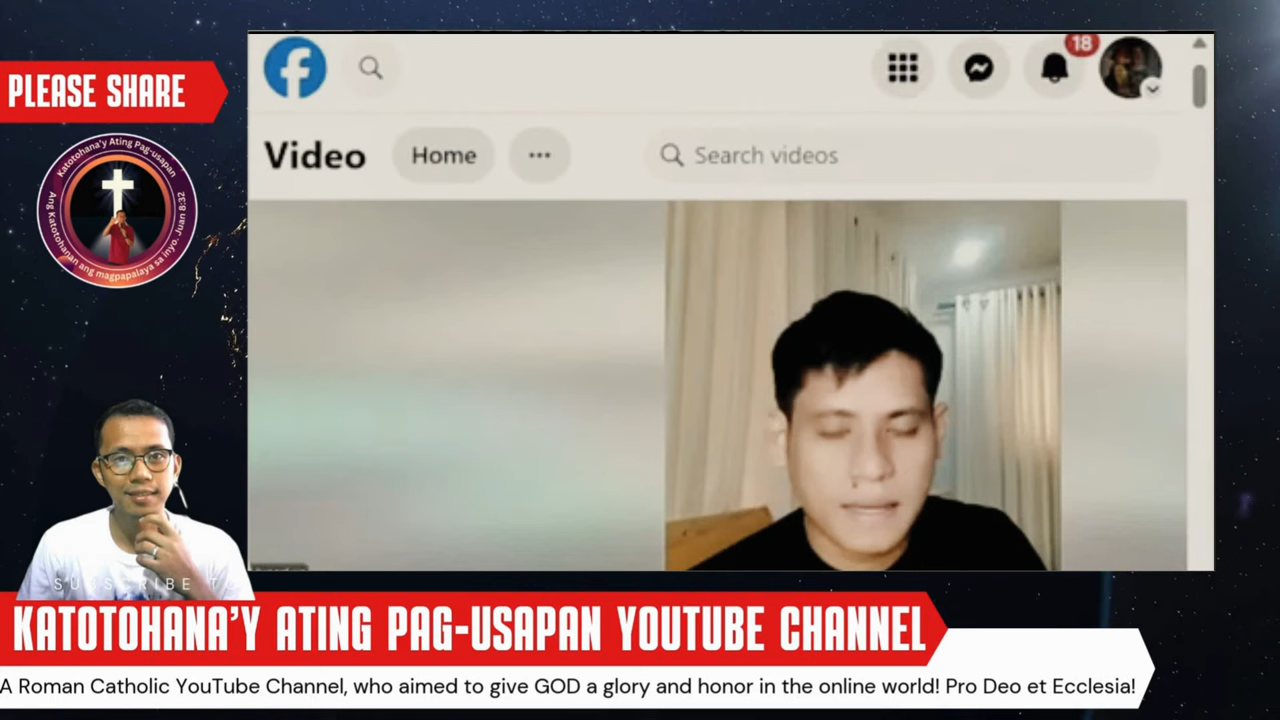 18
PLEASE SHARE
Video
Home
Search videos
Katotohana'y Ating Pag-usapan
Ang Katotohanan ang magpapalaya sa inyo. Juan 8:32
SUBSCRIBE TO
KATOTOHANA'Y ATING PAG-USAPAN YOUTUBE CHANNEL
A Roman Catholic YouTube Channel, who aimed to give GOD a glory and honor in the online world! Pro Deo et Ecclesia!